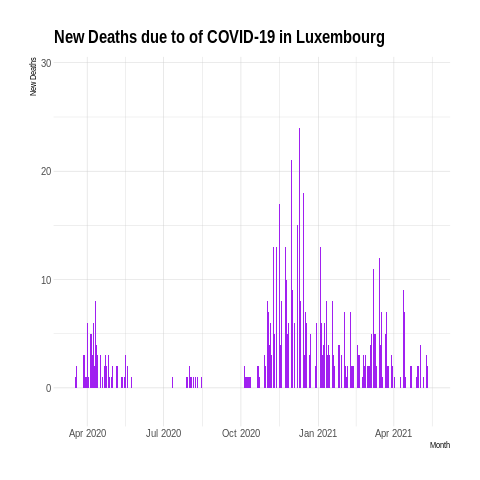 New Deaths due to of COVID-19 in Luxembourg
New Deaths
30
20
10
0
Apr 2020 Jul 2020 Oct 2020 Jan 2021 Apr 2021
Month